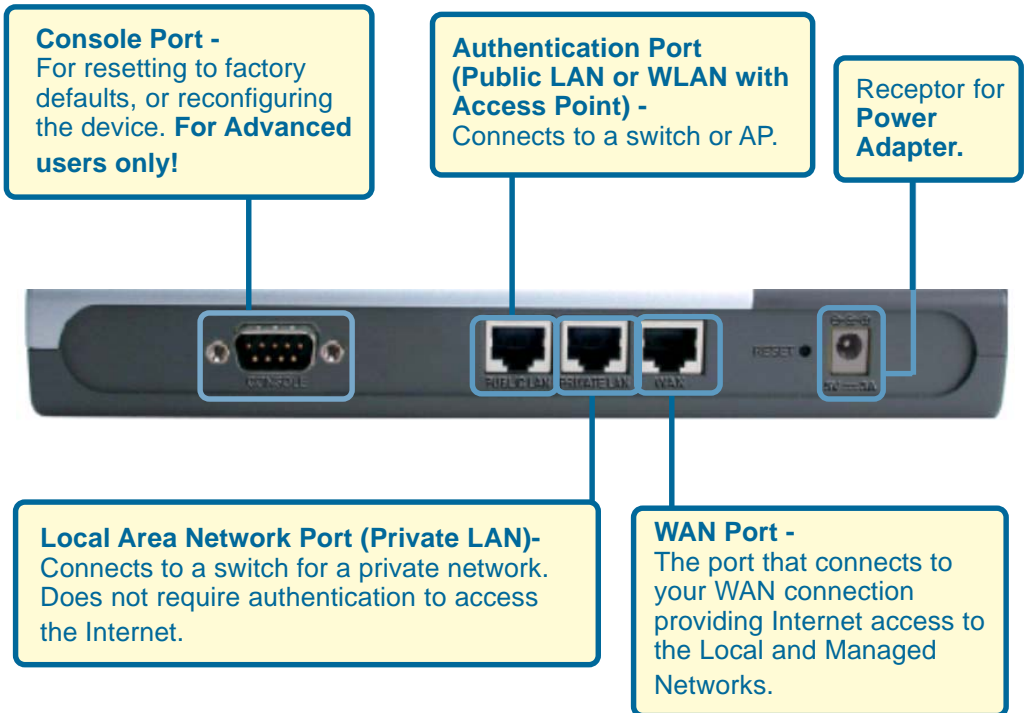 Console Port -
For resetting to factory
defaults, or reconfiguring
the device. For Advanced
users only!
Authentication Port
(Public LAN or WLAN with
Access Point) -
Connects to a switch or AP.
Receptor for
Power
Adapter.
CONSOLE
PUBLIC LAN
PRIVATE LAN
WAN
RESET
5V
Local Area Network Port (Private LAN)-
Connects to a switch for a private network.
Does not require authentication to access
the Internet.
WAN Port -
The port that connects to
your WAN connection
providing Internet access to
the Local and Managed
Networks.